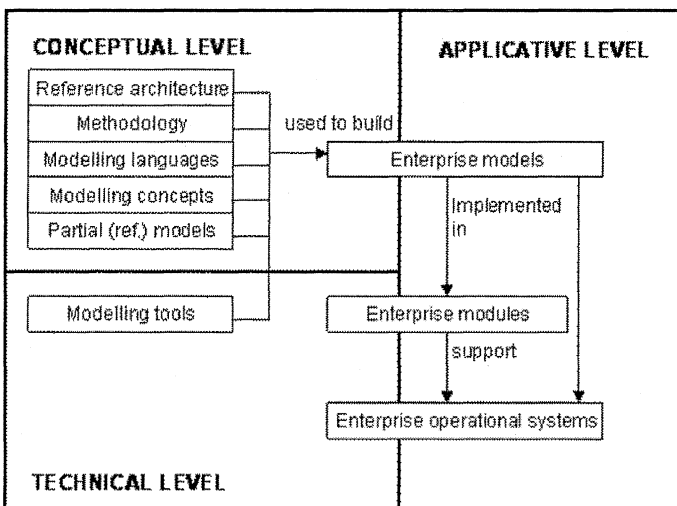 CONCEPTUAL LEVEL
APPLICATIVE LEVEL
Reference architecture
Methodology
Modelling languages
Modelling concepts
Partial (ref.) models
used to build
Enterprise models
Implemented
in
Modelling tools
Enterprise modules
support
Enterprise operational systems
TECHNICAL LEVEL